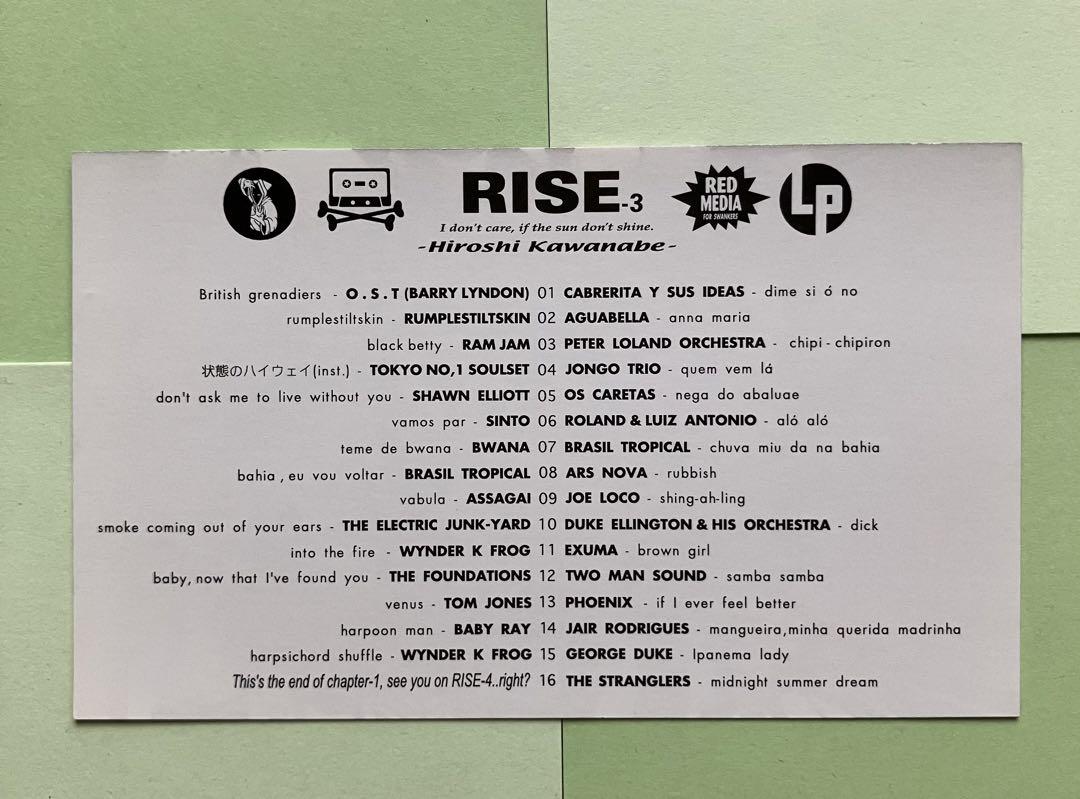 RISE-3
RED
MEDIA
FOR SWANKERS
LP
I don't care, if the sun don't shine.
-Hiroshi Kawanabe-
British grenadiers - O.S.T (BARRY LYNDON) 01 CABRERITA Y SUS IDEAS - dime si ó no
rumplestiltskin - RUMPLESTILTSKIN 02 AGUABELLA - anna maria
black betty - RAM JAM 03 PETER LOLAND ORCHESTRA - chipi-chipiron
状態のハイウェイ(inst.) - TOKYO NO,1 SOULSET 04 JONGO TRIO - quem vem lá
don't ask me to live without you - SHAWN ELLIOTT 05 OS CARETAS - nega do abaluae
vamos par - SINTO 06 ROLAND & LUIZ ANTONIO - aló aló
teme de bwana - BWANA 07 BRASIL TROPICAL - chuva miu da na bahia
bahia , eu vou voltar - BRASIL TROPICAL 08 ARS NOVA - rubbish
vabula - ASSAGAI 09 JOE LOCO - shing-ah-ling
smoke coming out of your ears - THE ELECTRIC JUNK-YARD 10 DUKE ELLINGTON & HIS ORCHESTRA - dick
into the fire - WYNDER K FROG 11 EXUMA - brown girl
baby, now that I've found you - THE FOUNDATIONS 12 TWO MAN SOUND - samba samba
venus - TOM JONES 13 PHOENIX - if I ever feel better
harpoon man - BABY RAY 14 JAIR RODRIGUES - mangueira,minha querida madrinha
harpsichord shuffle - WYNDER K FROG 15 GEORGE DUKE - Ipanema lady
This's the end of chapter-1, see you on RISE-4..right? 16 THE STRANGLERS - midnight summer dream